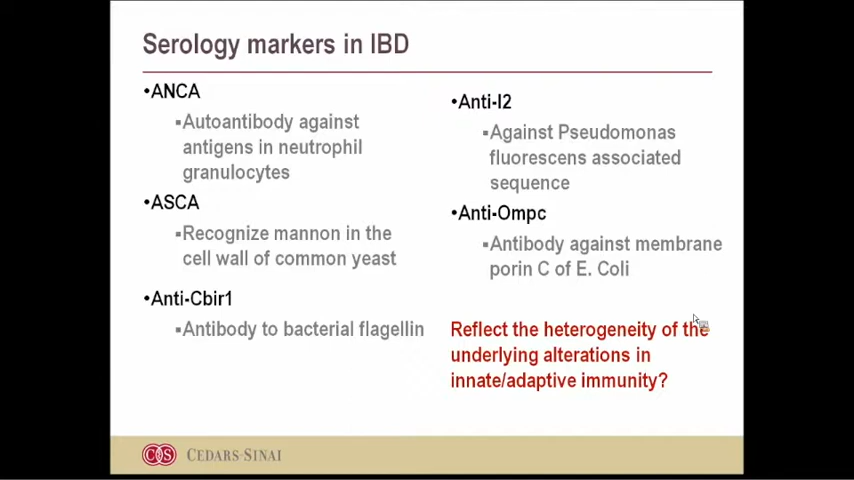 Serology markers in IBD
•ANCA
▪Autoantibody against
antigens in neutrophil
granulocytes
•ASCA
▪Recognize mannon in the
cell wall of common yeast
•Anti-Cbir1
▪Antibody to bacterial flagellin
•Anti-I2
▪Against Pseudomonas
fluorescens associated
sequence
•Anti-Ompc
▪Antibody against membrane
porin C of E. Coli
Reflect the heterogeneity of the
underlying alterations in
innate/adaptive immunity?
CEDARS-SINAI